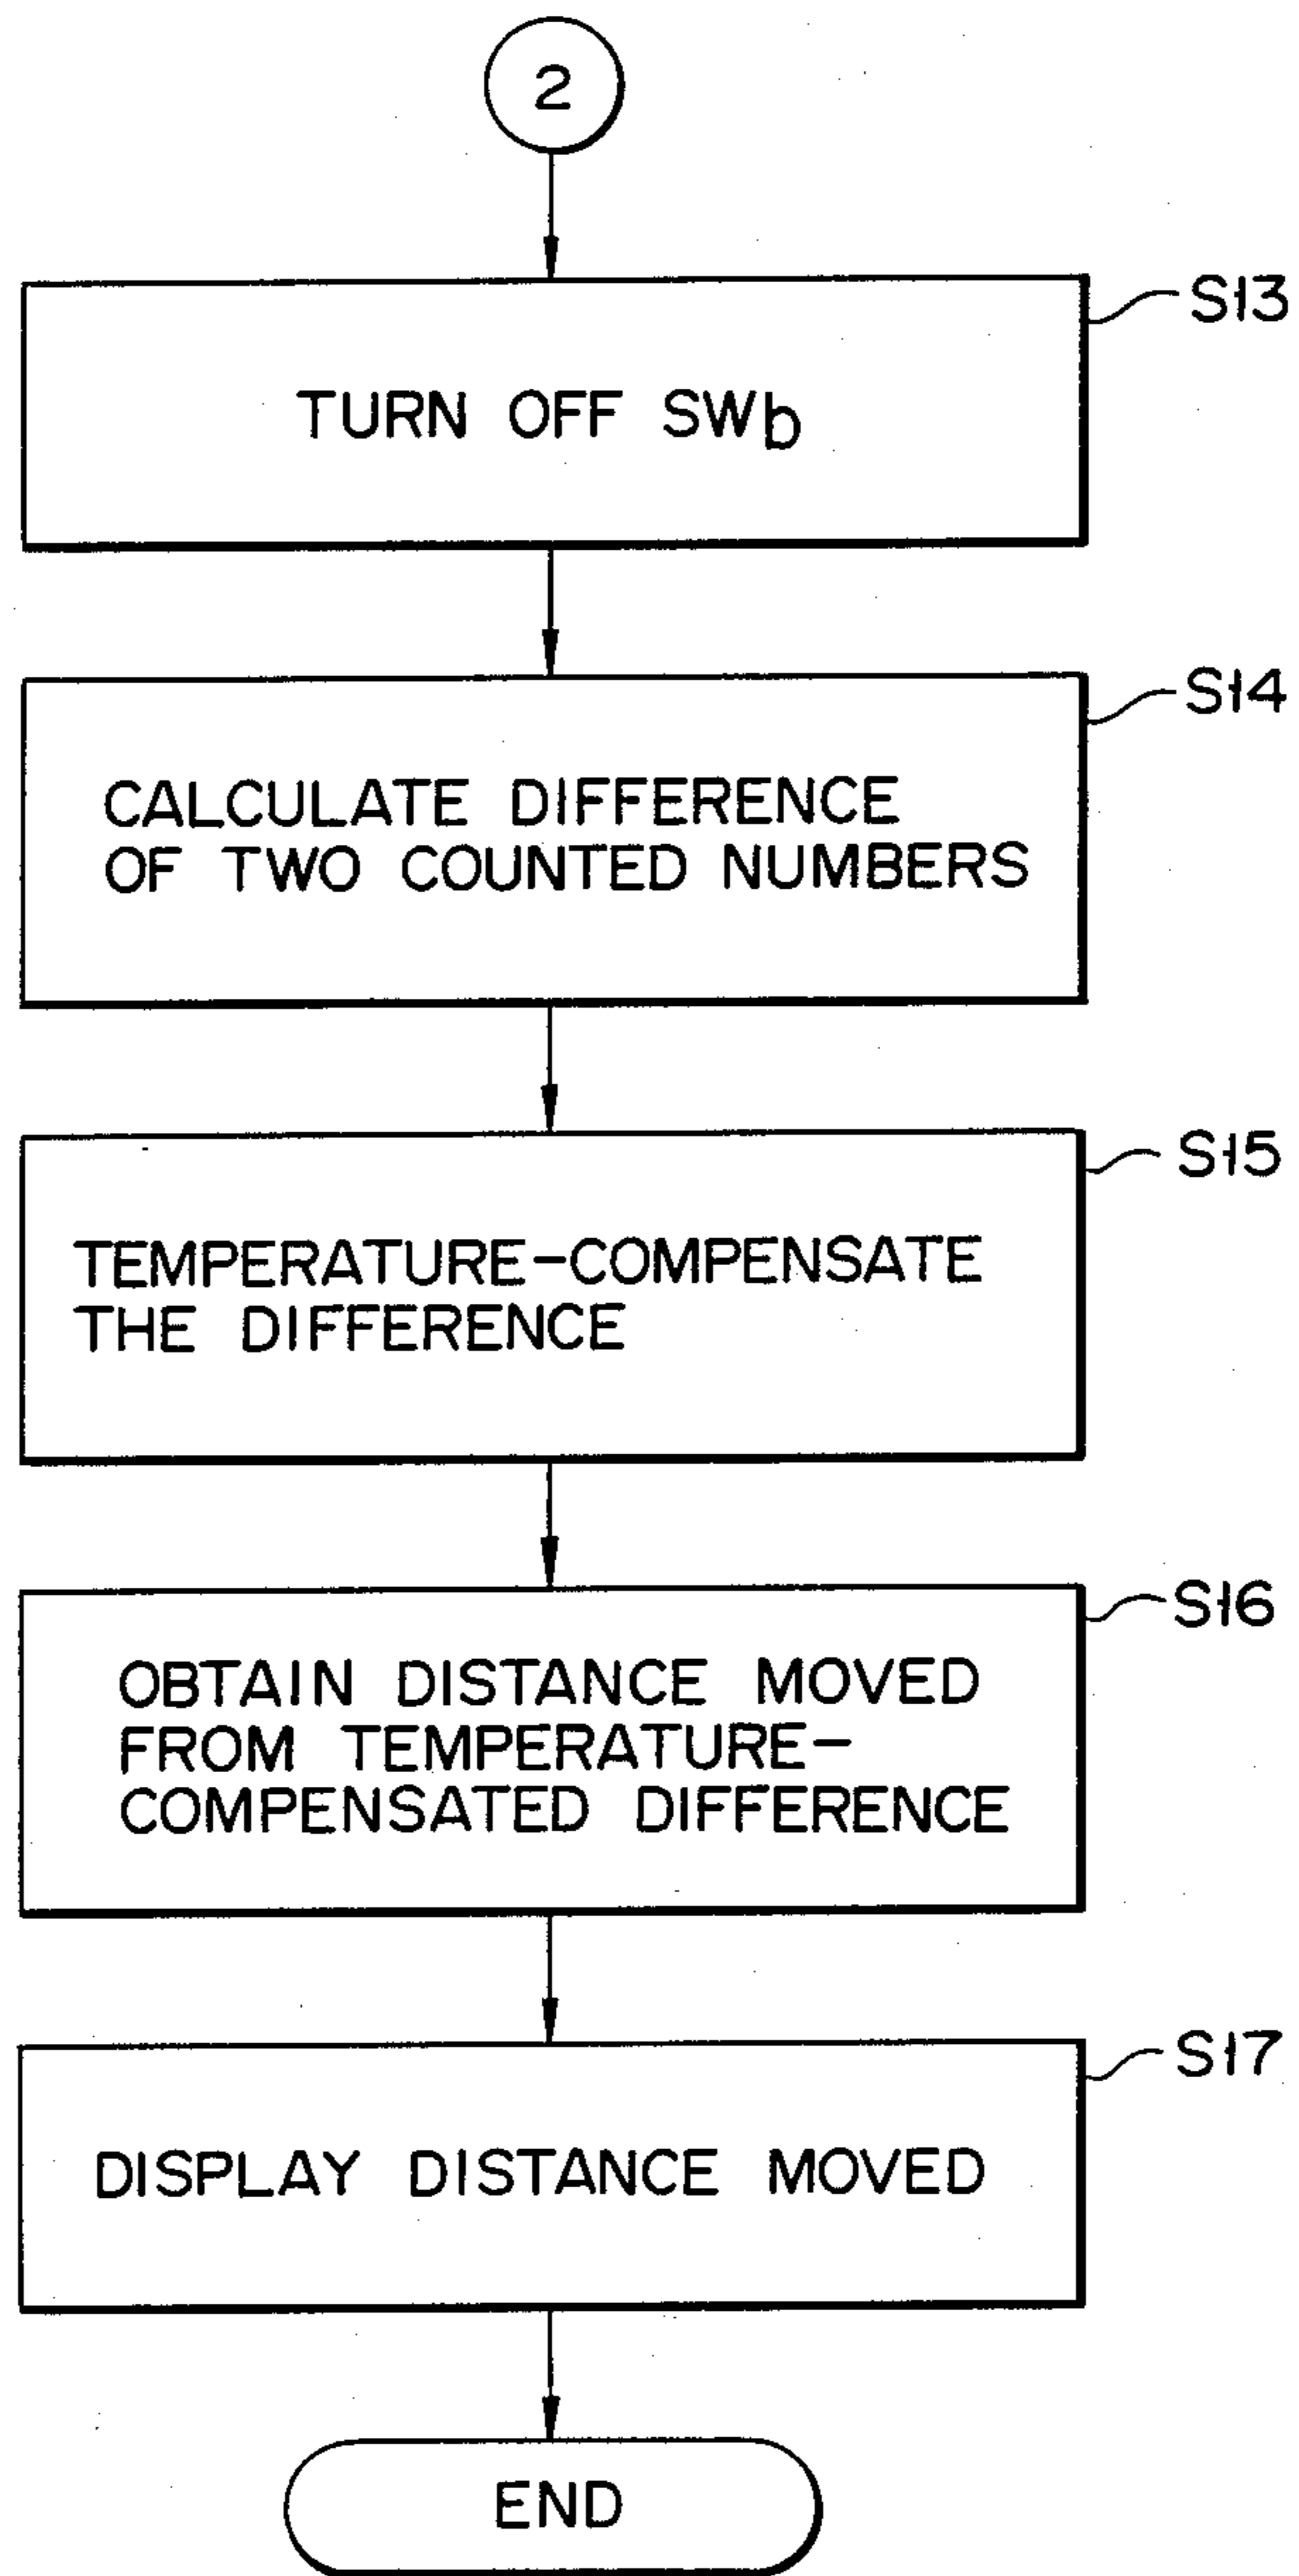 2
S13
TURN OFF SWb
S14
CALCULATE DIFFERENCE
OF TWO COUNTED NUMBERS
S15
TEMPERATURE-COMPENSATE
THE DIFFERENCE
S16
OBTAIN DISTANCE MOVED
FROM TEMPERATURE-
COMPENSATED DIFFERENCE
S17
DISPLAY DISTANCE MOVED
END